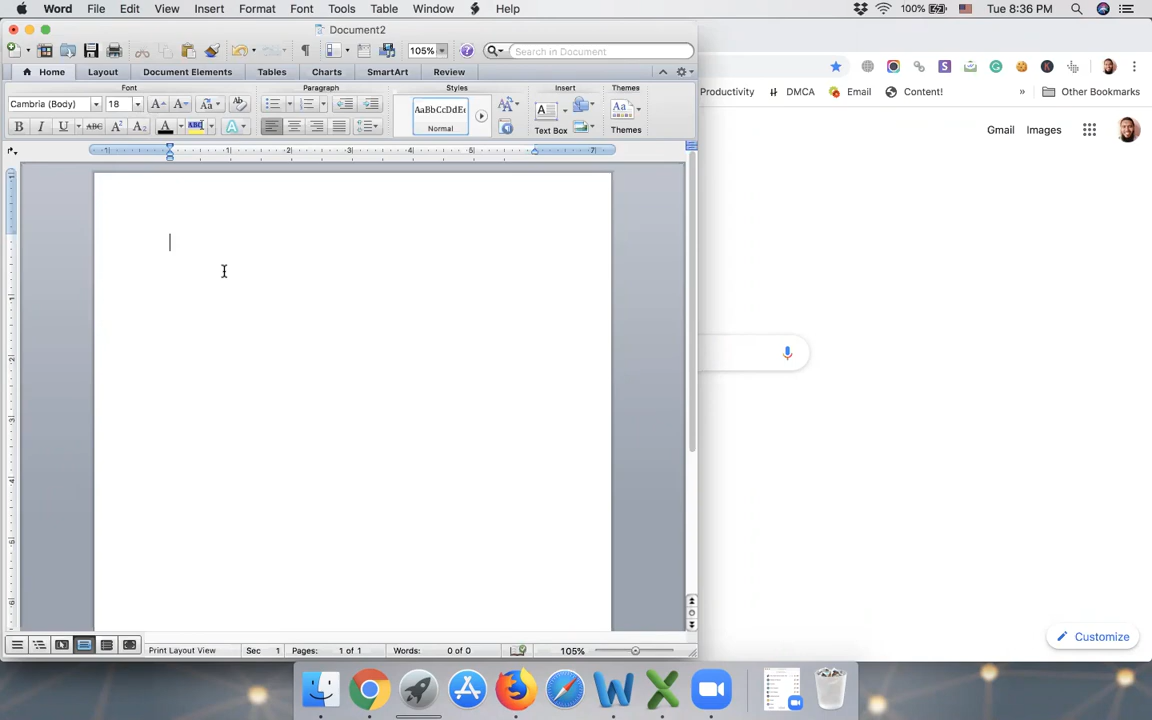 Word File Edit View Insert Format Font Tools Table Window Help 100% Tue 8:36 PM
Document2
105% Search in Document
Home Layout Document Elements Tables Charts SmartArt Review
Font Paragraph Styles Insert Themes
Cambria (Body) 18 AaBbCcDdEe Normal Text Box Themes
Productivity DMCA Email Content! » Other Bookmarks
Gmail Images
Customize
Print Layout View Sec 1 Pages: 1 of 1 Words: 0 of 0 105%